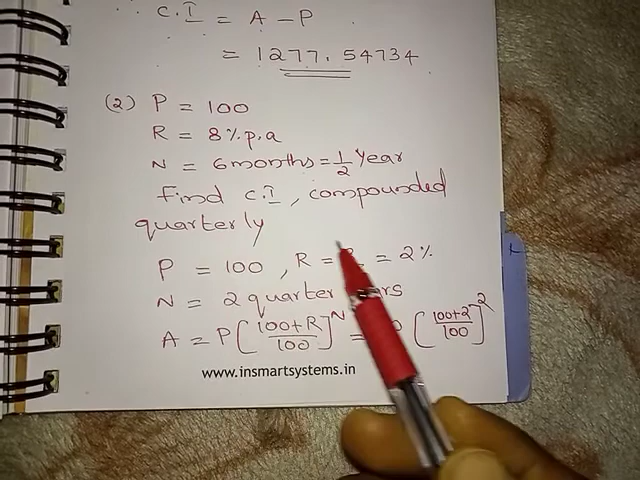 ∴ C.I = A - P
= 1277.54734
(2) P = 100
R = 8% p.a
N = 6 months = 1/2 Year
Find C.I, compounded
quarterly
P = 100, R = = 2%
N = 2 quarter
A = P(100+R/100)^N = (100+2/100)^2
www.insmartsystems.in